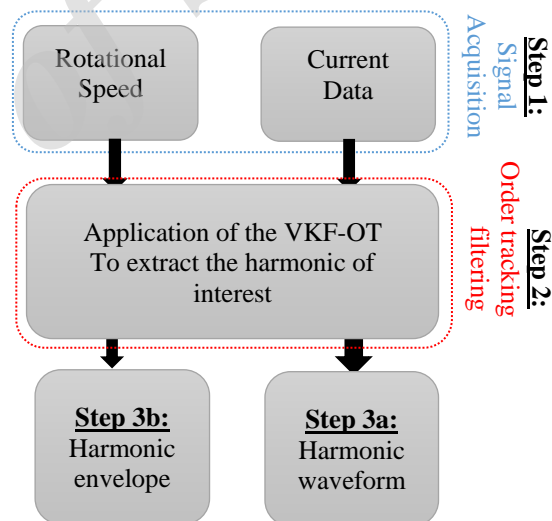 Rotational
Speed
Current
Data
Step 1:
Signal
Acquisition
Application of the VKF-OT
To extract the harmonic of
interest
Step 2:
Order tracking
filtering
Step 3b:
Harmonic
envelope
Step 3a:
Harmonic
waveform